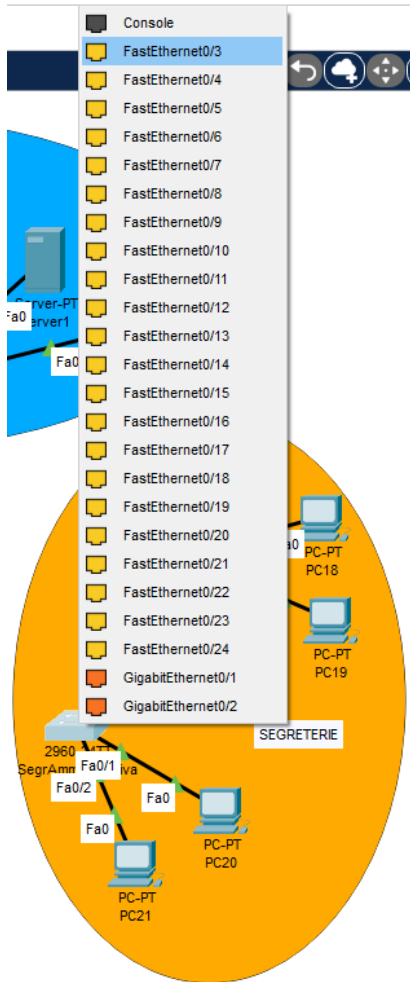 Console
FastEthernet0/3
FastEthernet0/4
FastEthernet0/5
FastEthernet0/6
FastEthernet0/7
FastEthernet0/8
FastEthernet0/9
FastEthernet0/10
FastEthernet0/11
FastEthernet0/12
FastEthernet0/13
FastEthernet0/14
FastEthernet0/15
FastEthernet0/16
FastEthernet0/17
FastEthernet0/18
FastEthernet0/19
FastEthernet0/20
FastEthernet0/21
FastEthernet0/22
FastEthernet0/23
FastEthernet0/24
GigabitEthernet0/1
GigabitEthernet0/2
Server-PT
Fa0
Fa0
PC-PT
PC18
PC-PT
PC19
SEGRETERIE
2960
Fa0/1
Fa0/2
Fa0
Fa0
PC-PT
PC20
PC-PT
PC21